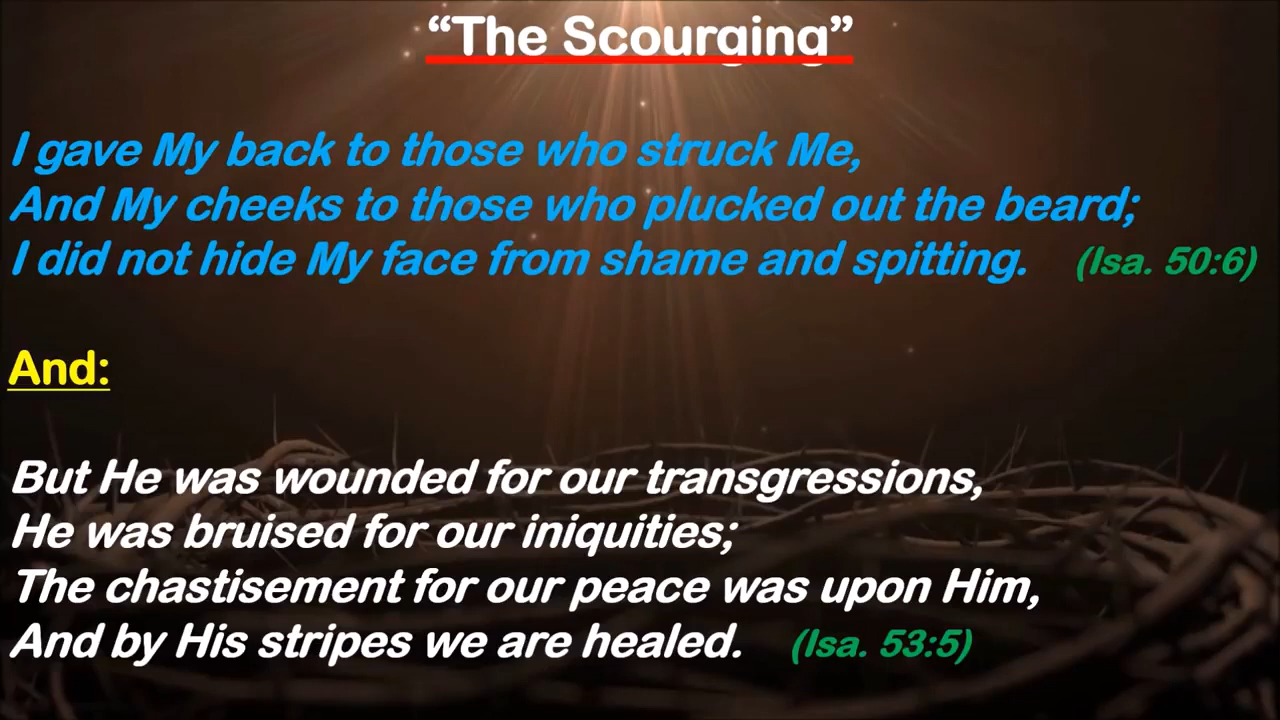 “The Scourging”
I gave My back to those who struck Me,
And My cheeks to those who plucked out the beard;
I did not hide My face from shame and spitting. (Isa. 50:6)
And:
But He was wounded for our transgressions,
He was bruised for our iniquities;
The chastisement for our peace was upon Him,
And by His stripes we are healed. (Isa. 53:5)